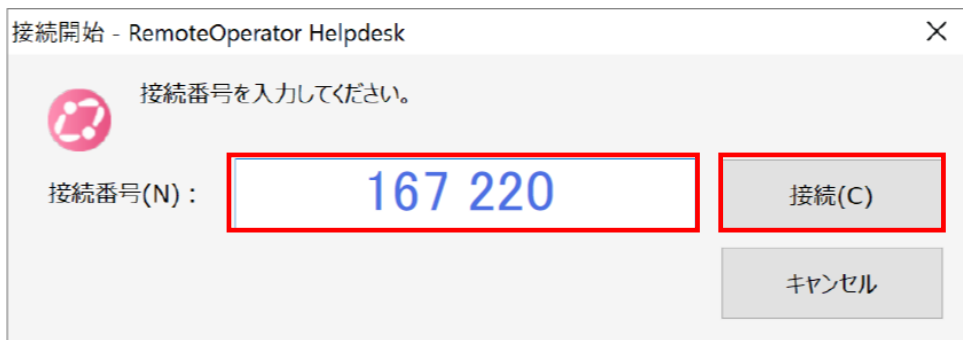 接続開始 - RemoteOperator Helpdesk
接続番号を入力してください。
接続番号(N)： 167 220 接続(C)
キャンセル